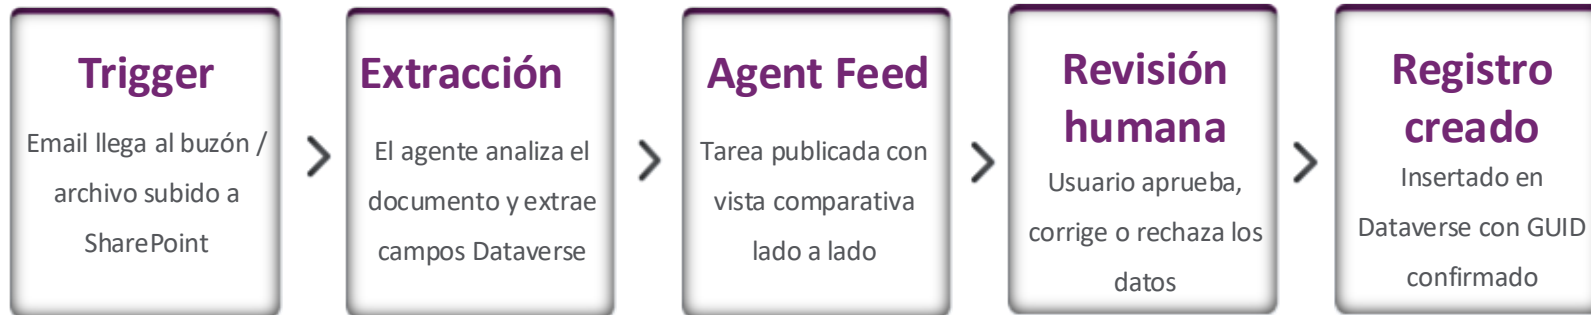 Trigger
Email llega al buzón /
archivo subido a
SharePoint
Extracción
El agente analiza el
documento y extrae
campos Dataverse
Agent Feed
Tarea publicada con
vista comparativa
lado a lado
Revisión
humana
Usuario aprueba,
corrige o rechaza los
datos
Registro
creado
Insertado en
Dataverse con GUID
confirmado